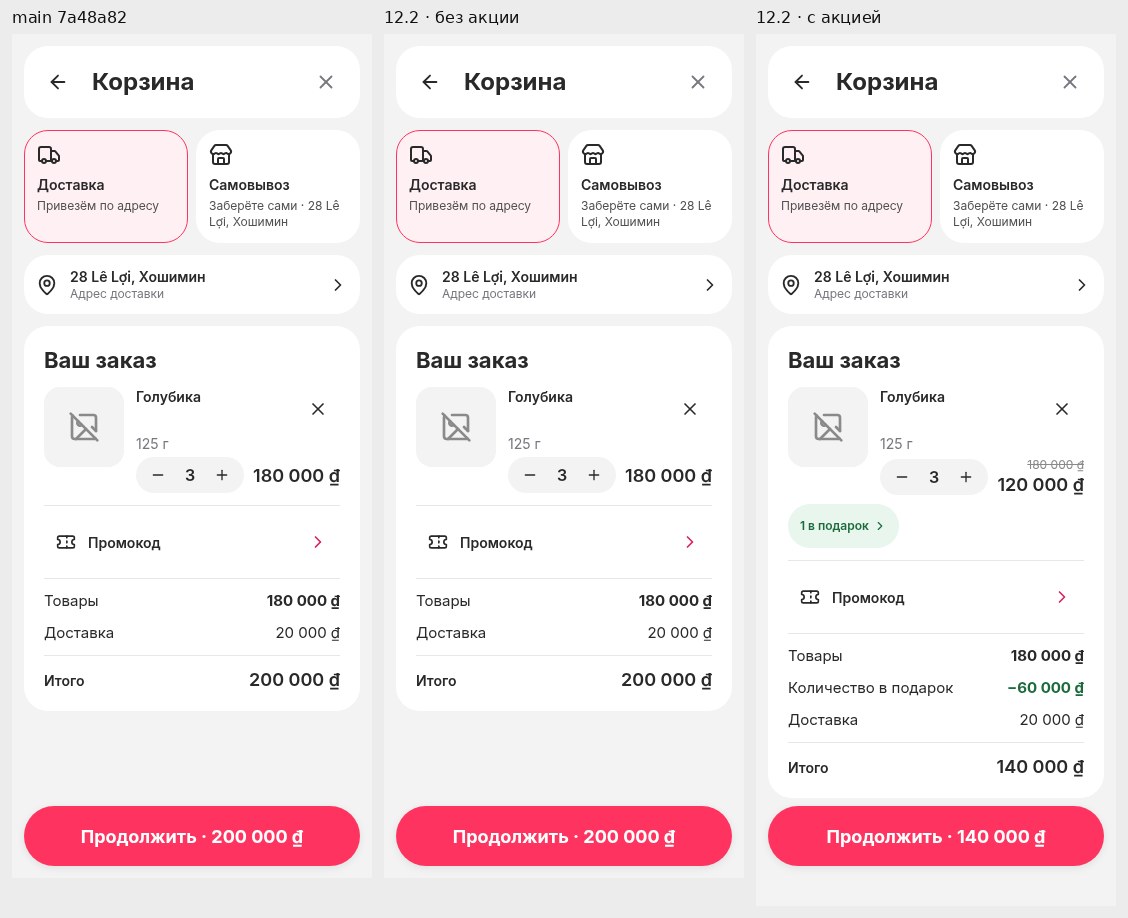 main 7a48a82
Корзина
Доставка
Привезём по адресу
Самовывоз
Заберёте сами · 28 Lê
Lợi, Хошимин
28 Lê Lợi, Хошимин
Адрес доставки
Ваш заказ
Голубика
125 г
− 3 +
180 000 ₫
Промокод
Товары 180 000 ₫
Доставка 20 000 ₫
Итого 200 000 ₫
Продолжить · 200 000 ₫
12.2 · без акции
Корзина
Доставка
Привезём по адресу
Самовывоз
Заберёте сами · 28 Lê
Lợi, Хошимин
28 Lê Lợi, Хошимин
Адрес доставки
Ваш заказ
Голубика
125 г
− 3 +
180 000 ₫
Промокод
Товары 180 000 ₫
Доставка 20 000 ₫
Итого 200 000 ₫
Продолжить · 200 000 ₫
12.2 · с акцией
Корзина
Доставка
Привезём по адресу
Самовывоз
Заберёте сами · 28 Lê
Lợi, Хошимин
28 Lê Lợi, Хошимин
Адрес доставки
Ваш заказ
Голубика
125 г
− 3 +
180 000 ₫
120 000 ₫
1 в подарок
Промокод
Товары 180 000 ₫
Количество в подарок −60 000 ₫
Доставка 20 000 ₫
Итого 140 000 ₫
Продолжить · 140 000 ₫